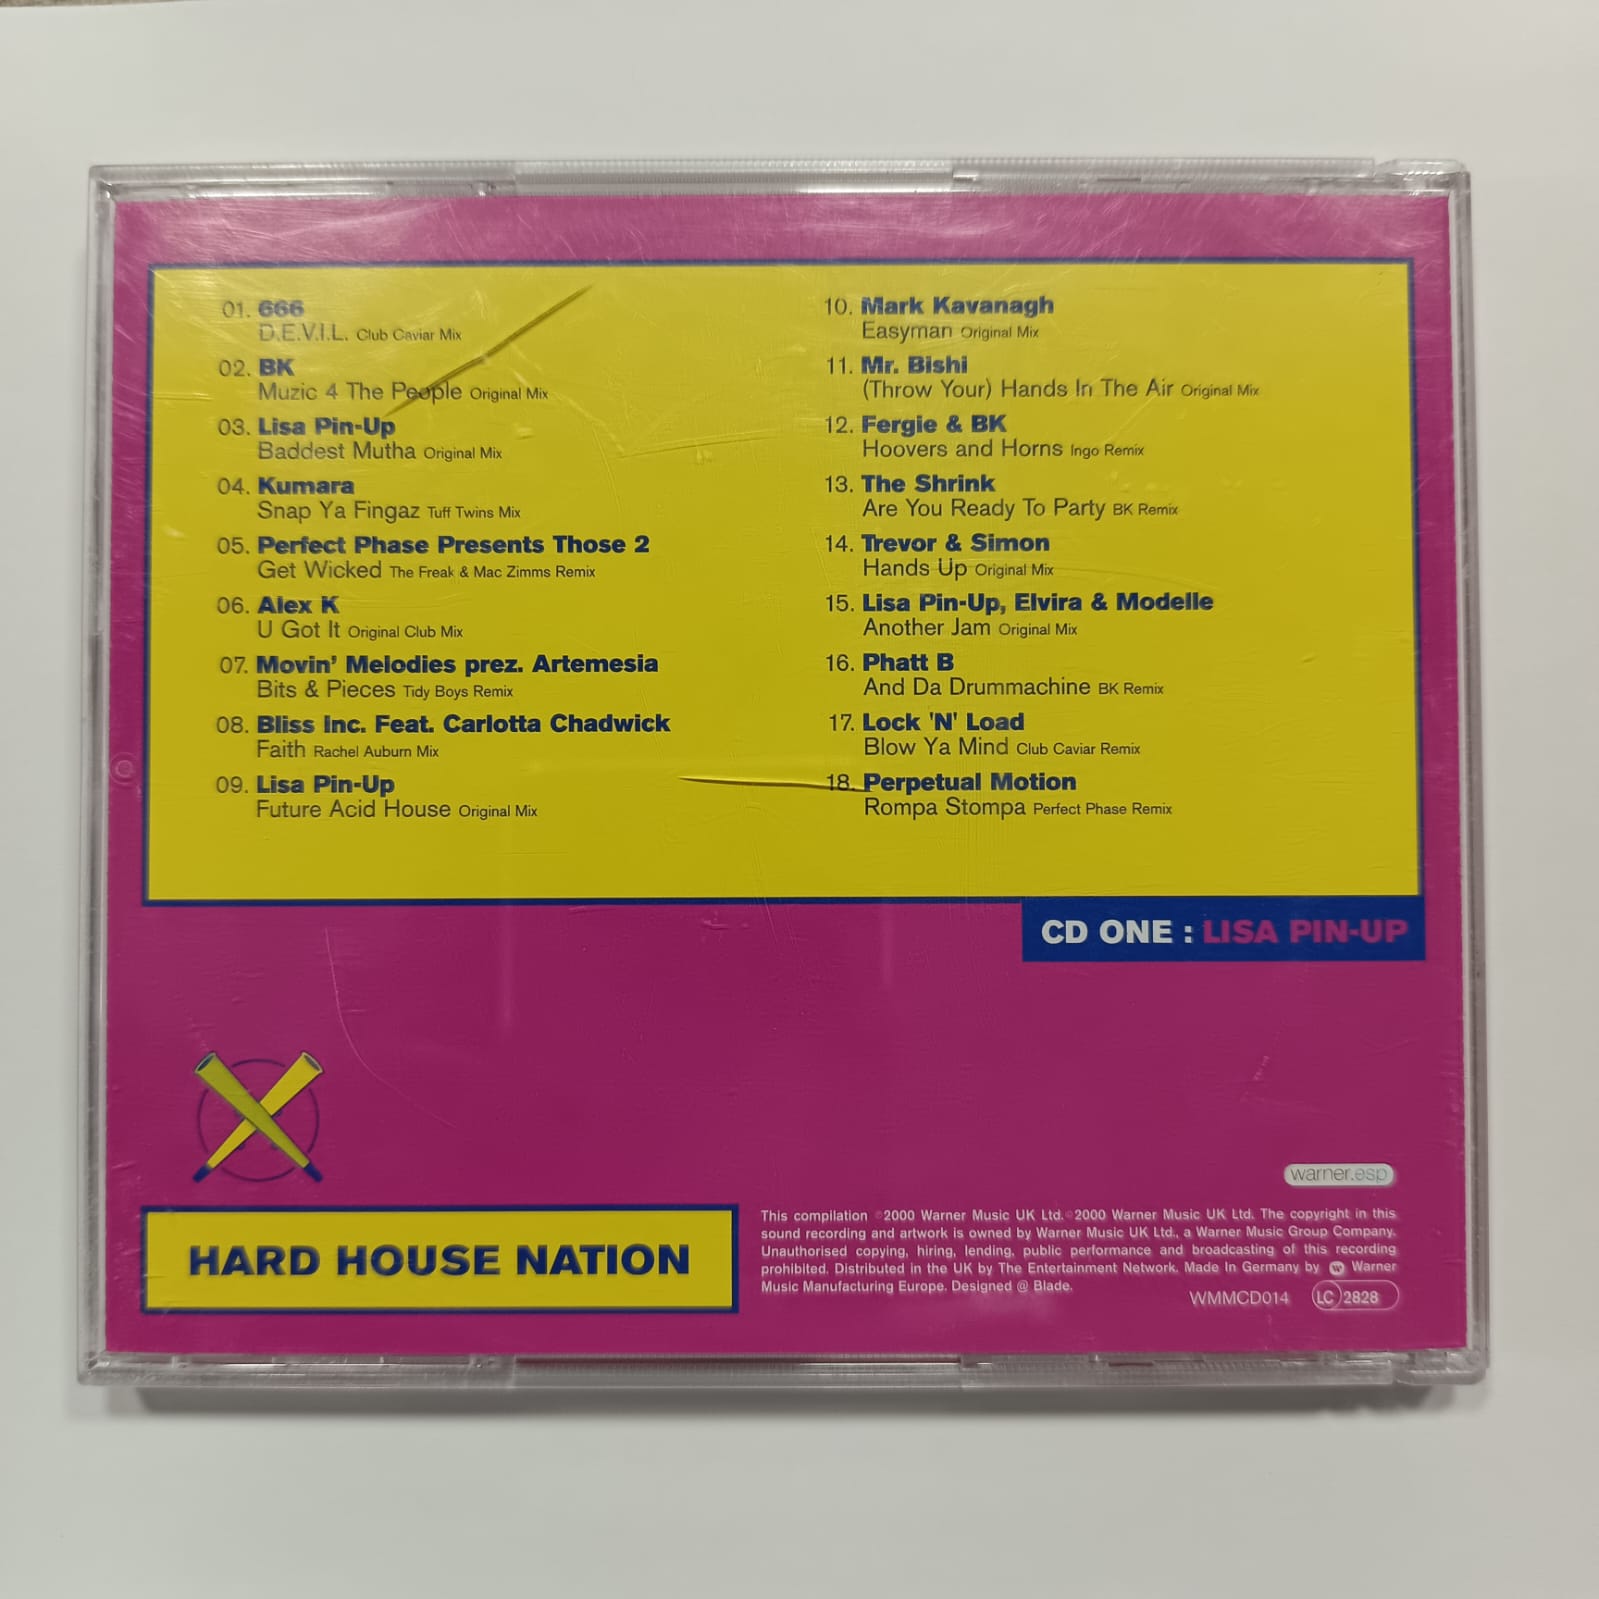 01. 666
D.E.V.I.L. Club Caviar Mix
02. BK
Muzic 4 The People Original Mix
03. Lisa Pin-Up
Baddest Mutha Original Mix
04. Kumara
Snap Ya Fingaz Tuff Twins Mix
05. Perfect Phase Presents Those 2
Get Wicked The Freak & Mac Zimms Remix
06. Alex K
U Got It Original Club Mix
07. Movin' Melodies prez. Artemesia
Bits & Pieces Tidy Boys Remix
08. Bliss Inc. Feat. Carlotta Chadwick
Faith Rachel Auburn Mix
09. Lisa Pin-Up
Future Acid House Original Mix
10. Mark Kavanagh
Easyman Original Mix
11. Mr. Bishi
(Throw Your) Hands In The Air Original Mix
12. Fergie & BK
Hoovers and Horns Ingo Remix
13. The Shrink
Are You Ready To Party BK Remix
14. Trevor & Simon
Hands Up Original Mix
15. Lisa Pin-Up, Elvira & Modelle
Another Jam Original Mix
16. Phatt B
And Da Drummachine BK Remix
17. Lock 'N' Load
Blow Ya Mind Club Caviar Remix
18. Perpetual Motion
Rompa Stompa Perfect Phase Remix
CD ONE : LISA PIN-UP
warner.esp
HARD HOUSE NATION
This compilation ℗2000 Warner Music UK Ltd.©2000 Warner Music UK Ltd. The copyright in this
sound recording and artwork is owned by Warner Music UK Ltd., a Warner Music Group Company.
Unauthorised copying, hiring, lending, public performance and broadcasting of this recording
prohibited. Distributed in the UK by The Entertainment Network. Made In Germany by W Warner
Music Manufacturing Europe. Designed @ Blade.
WMMCD014 LC 2828